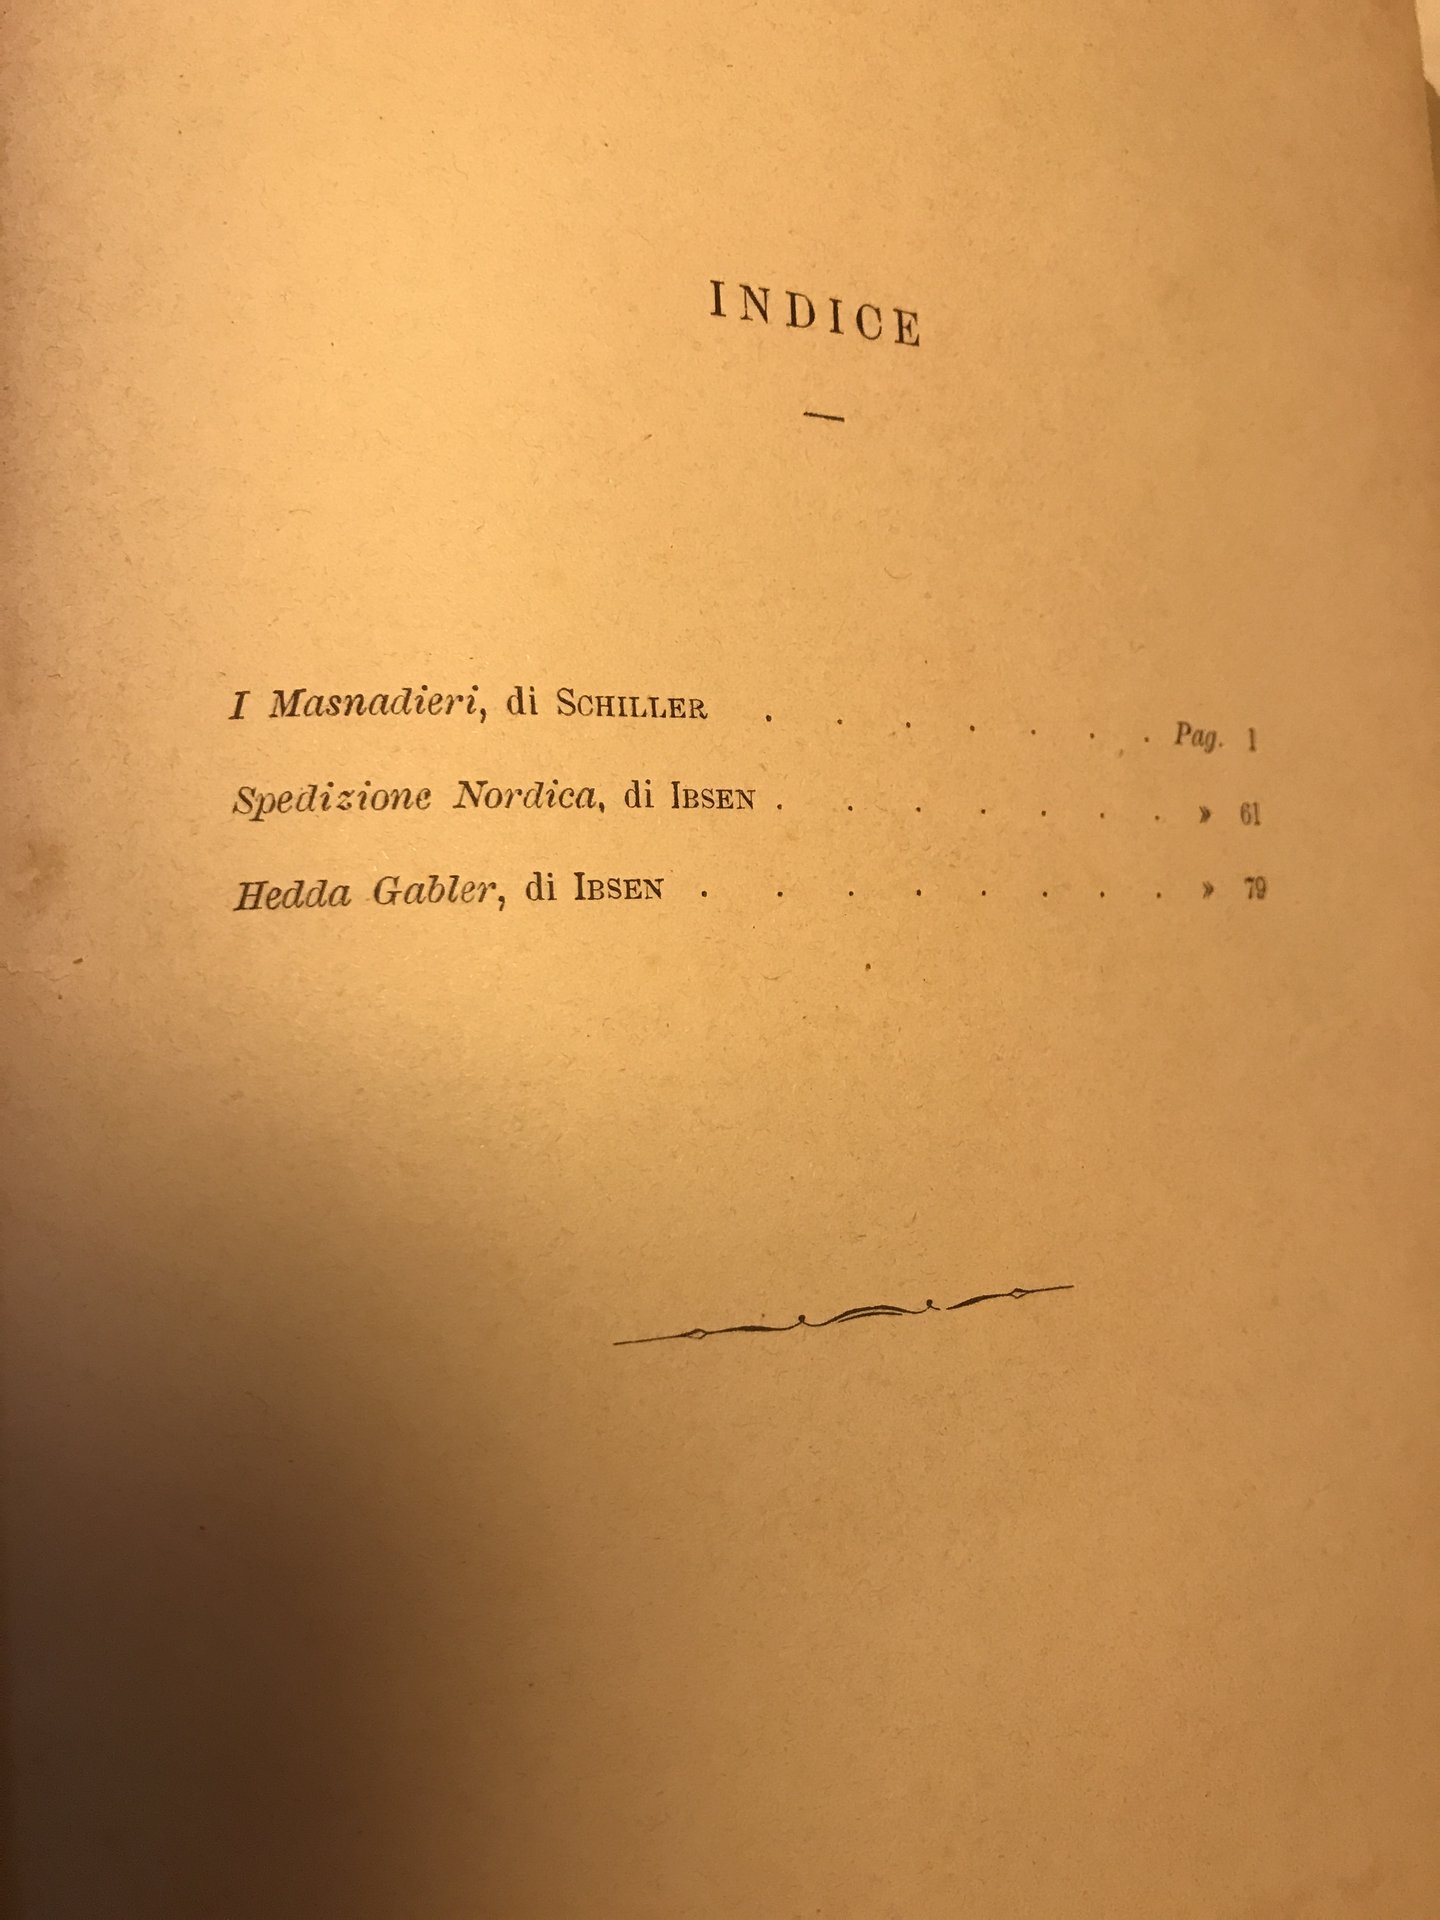 INDICE
I Masnadieri, di SCHILLER . . . . . . . Pag. 1
Spedizione Nordica, di IBSEN . . . . . . . » 61
Hedda Gabler, di IBSEN . . . . . . . . » 79